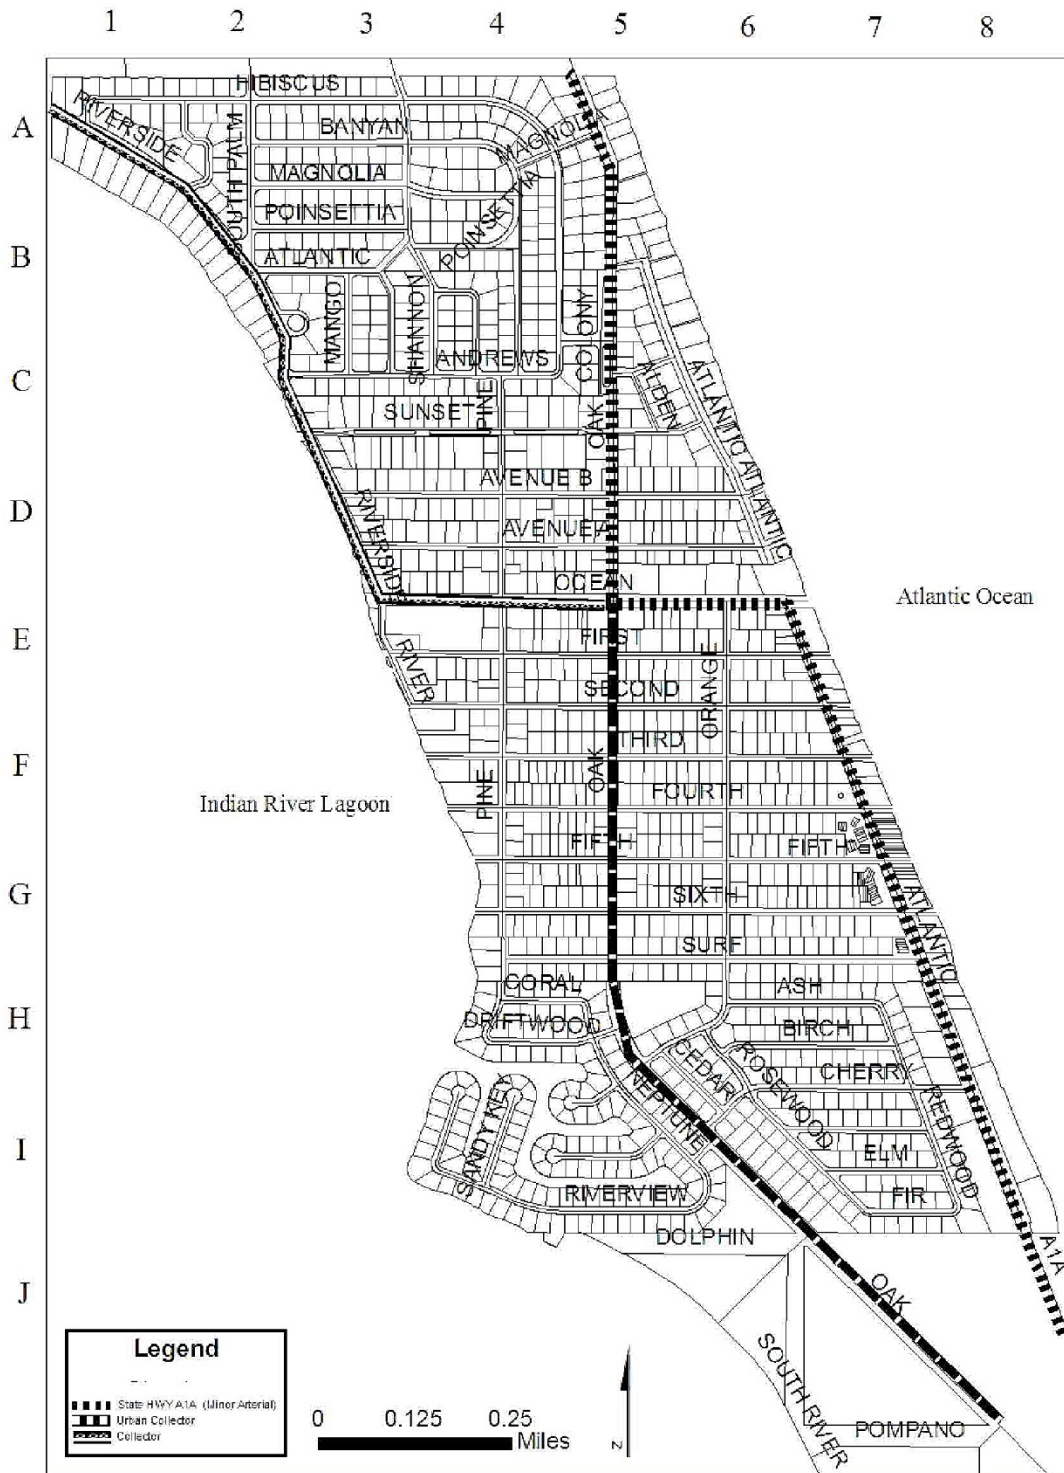 1 2 3 4 5 6 7 8
A
HIBISCUS
RIVERSIDE
BANYAN
MAGNOLIA
SOUTH PALM
MAGNOLIA
POINSETTIA
POINSETTIA
B
ATLANTIC
MANGO
SHANNON
COLONY
ANDREWS
C
PINE
SUNSET
OAK
ALDEN
ATLANTIC
ATLANTIC
AVENUE B
D
RIVERSIDE
AVENUE A
OCEAN
Atlantic Ocean
E
FIRST
RIVER
SECOND
ORANGE
THIRD
F
OAK
PINE
FOURTH
Indian River Lagoon
FIFTH
FIFTH
G
SIXTH
ATLANTIC
SURF
CORAL
ASH
H
DRIFTWOOD
BIRCH
CEDAR
ROSEWOOD
CHERRY
REDWOOD
NEPTUNE
SANDY KEY
I
ELM
RIVERVIEW
FIR
DOLPHIN
A1A
J
OAK
SOUTH RIVER
POMPANO
Legend
State HWY A1A (Minor Arterial)
Urban Collector
Collector
0 0.125 0.25
Miles
N